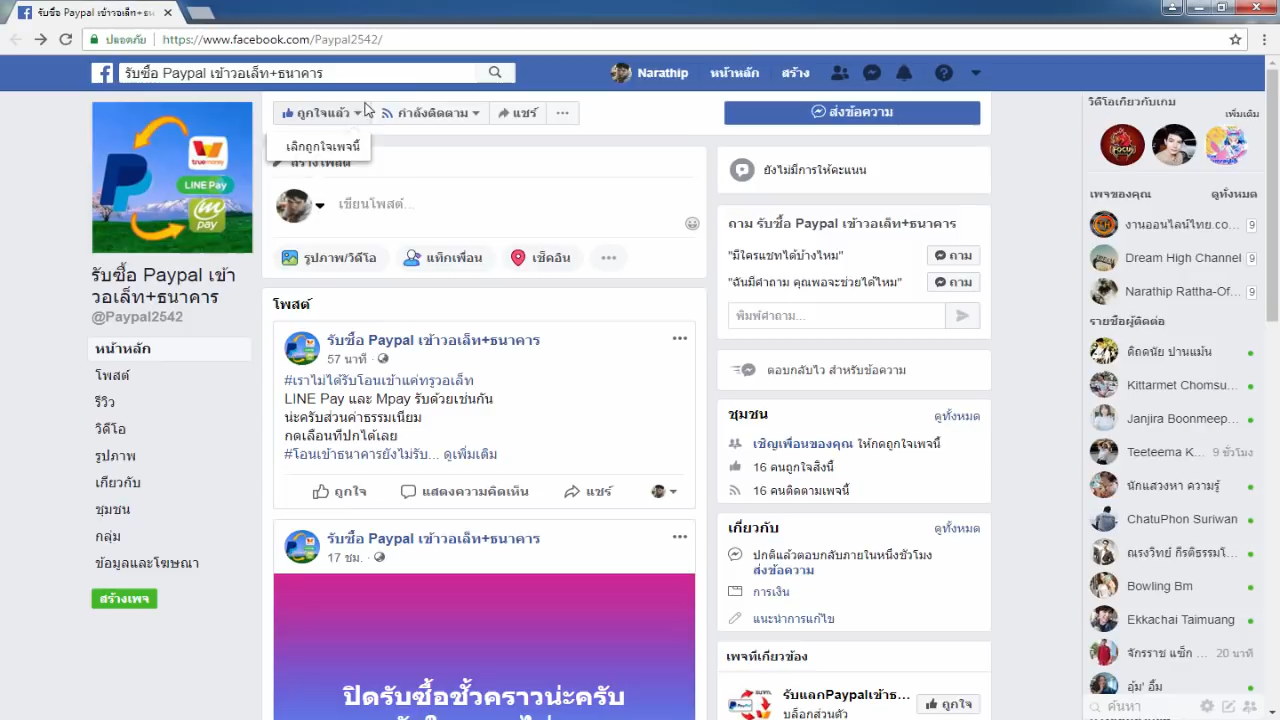 รับซื้อ Paypal เข้าวอเล็ท+ธน
ปลอดภัย
https://www.facebook.com/Paypal2542/
รับซื้อ Paypal เข้าวอเล็ท+ธนาคาร
Narathip
หน้าหลัก
สร้าง
ถูกใจแล้ว
กำลังติดตาม
แชร์
ส่งข้อความ
เลิกถูกใจเพจนี้
สร้างโพสต์
เขียนโพสต์...
รูปภาพ/วิดีโอ
แท็กเพื่อน
เช็คอิน
true money
LINE Pay
m pay
รับซื้อ Paypal เข้า
วอเล็ท+ธนาคาร
@Paypal2542
หน้าหลัก
โพสต์
รีวิว
วิดีโอ
รูปภาพ
เกี่ยวกับ
ชุมชน
กลุ่ม
ข้อมูลและโฆษณา
สร้างเพจ
โพสต์
รับซื้อ Paypal เข้าวอเล็ท+ธนาคาร
57 นาที ·
#เราไม่ได้รับโอนเข้าแค่ทรูวอเล็ท
LINE Pay และ Mpay รับด้วยเช่นกัน
น่ะครับส่วนค่าธรรมเนียม
กดเลือนที่ปกได้เลย
#โอนเข้าธนาคารยังไม่รับ... ดูเพิ่มเติม
ถูกใจ
แสดงความคิดเห็น
แชร์
รับซื้อ Paypal เข้าวอเล็ท+ธนาคาร
17 ชม. ·
ปิดรับซื้อชั่วคราวน่ะครับ
ยังไม่มีการให้คะแนน
ถาม รับซื้อ Paypal เข้าวอเล็ท+ธนาคาร
"มีใครแชทได้บ้างไหม"
ถาม
"ฉันมีคำถาม คุณพอจะช่วยได้ไหม"
ถาม
พิมพ์คำถาม...
ตอบกลับไว สำหรับข้อความ
ชุมชน
ดูทั้งหมด
เชิญเพื่อนของคุณ ให้กดถูกใจเพจนี้
16 คนถูกใจสิ่งนี้
16 คนติดตามเพจนี้
เกี่ยวกับ
ดูทั้งหมด
ปกติแล้วตอบกลับภายในหนึ่งชั่วโมง
ส่งข้อความ
การเงิน
แนะนำการแก้ไข
เพจที่เกี่ยวข้อง
รับแลกPaypalเข้าธ...
บล็อกส่วนตัว
ถูกใจ
วิดีโอเกี่ยวกับเกม
เพิ่มเติม
FOCUS
เพจของคุณ
ดูทั้งหมด
งานออนไลน์ไทย.co...
9
Dream High Channel
9
Narathip Rattha-Of...
9
รายชื่อผู้ติดต่อ
ดิถดนัย ปานแม้น
Kittarmet Chomsu...
Janjira Boonmeep...
Teeteema K...
9 ชั่วโมง
นักแสวงหา ความรู้
ChatuPhon Suriwan
ณรงวิทย์ กีรติธรรมโ...
Bowling Bm
Ekkachai Taimuang
จักรราช แซ็ก ...
20 นาที
อุ้ม' อิ้ม
ค้นหา